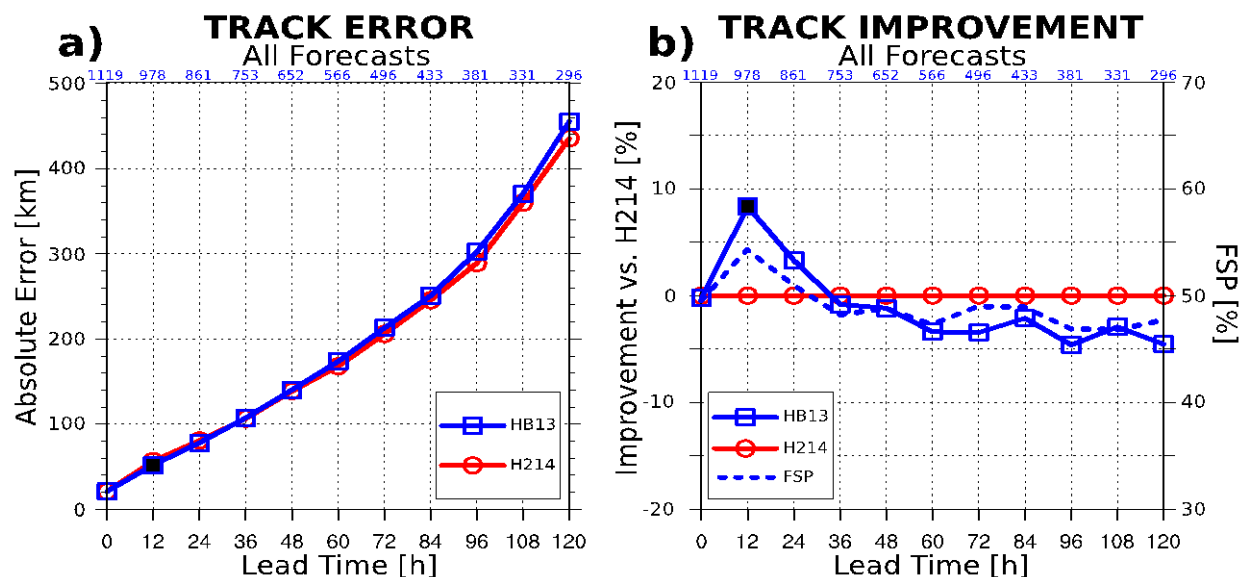 a)
TRACK ERROR
All Forecasts
1119 978 861 753 652 566 496 433 381 331 296
500
400
300
200
100
0
Absolute Error [km]
HB13
H214
0 12 24 36 48 60 72 84 96 108 120
Lead Time [h]
b)
TRACK IMPROVEMENT
All Forecasts
1119 978 861 753 652 566 496 433 381 331 296
20
10
0
-10
-20
Improvement vs. H214 [%]
70
60
50
40
30
FSP [%]
HB13
H214
FSP
0 12 24 36 48 60 72 84 96 108 120
Lead Time [h]